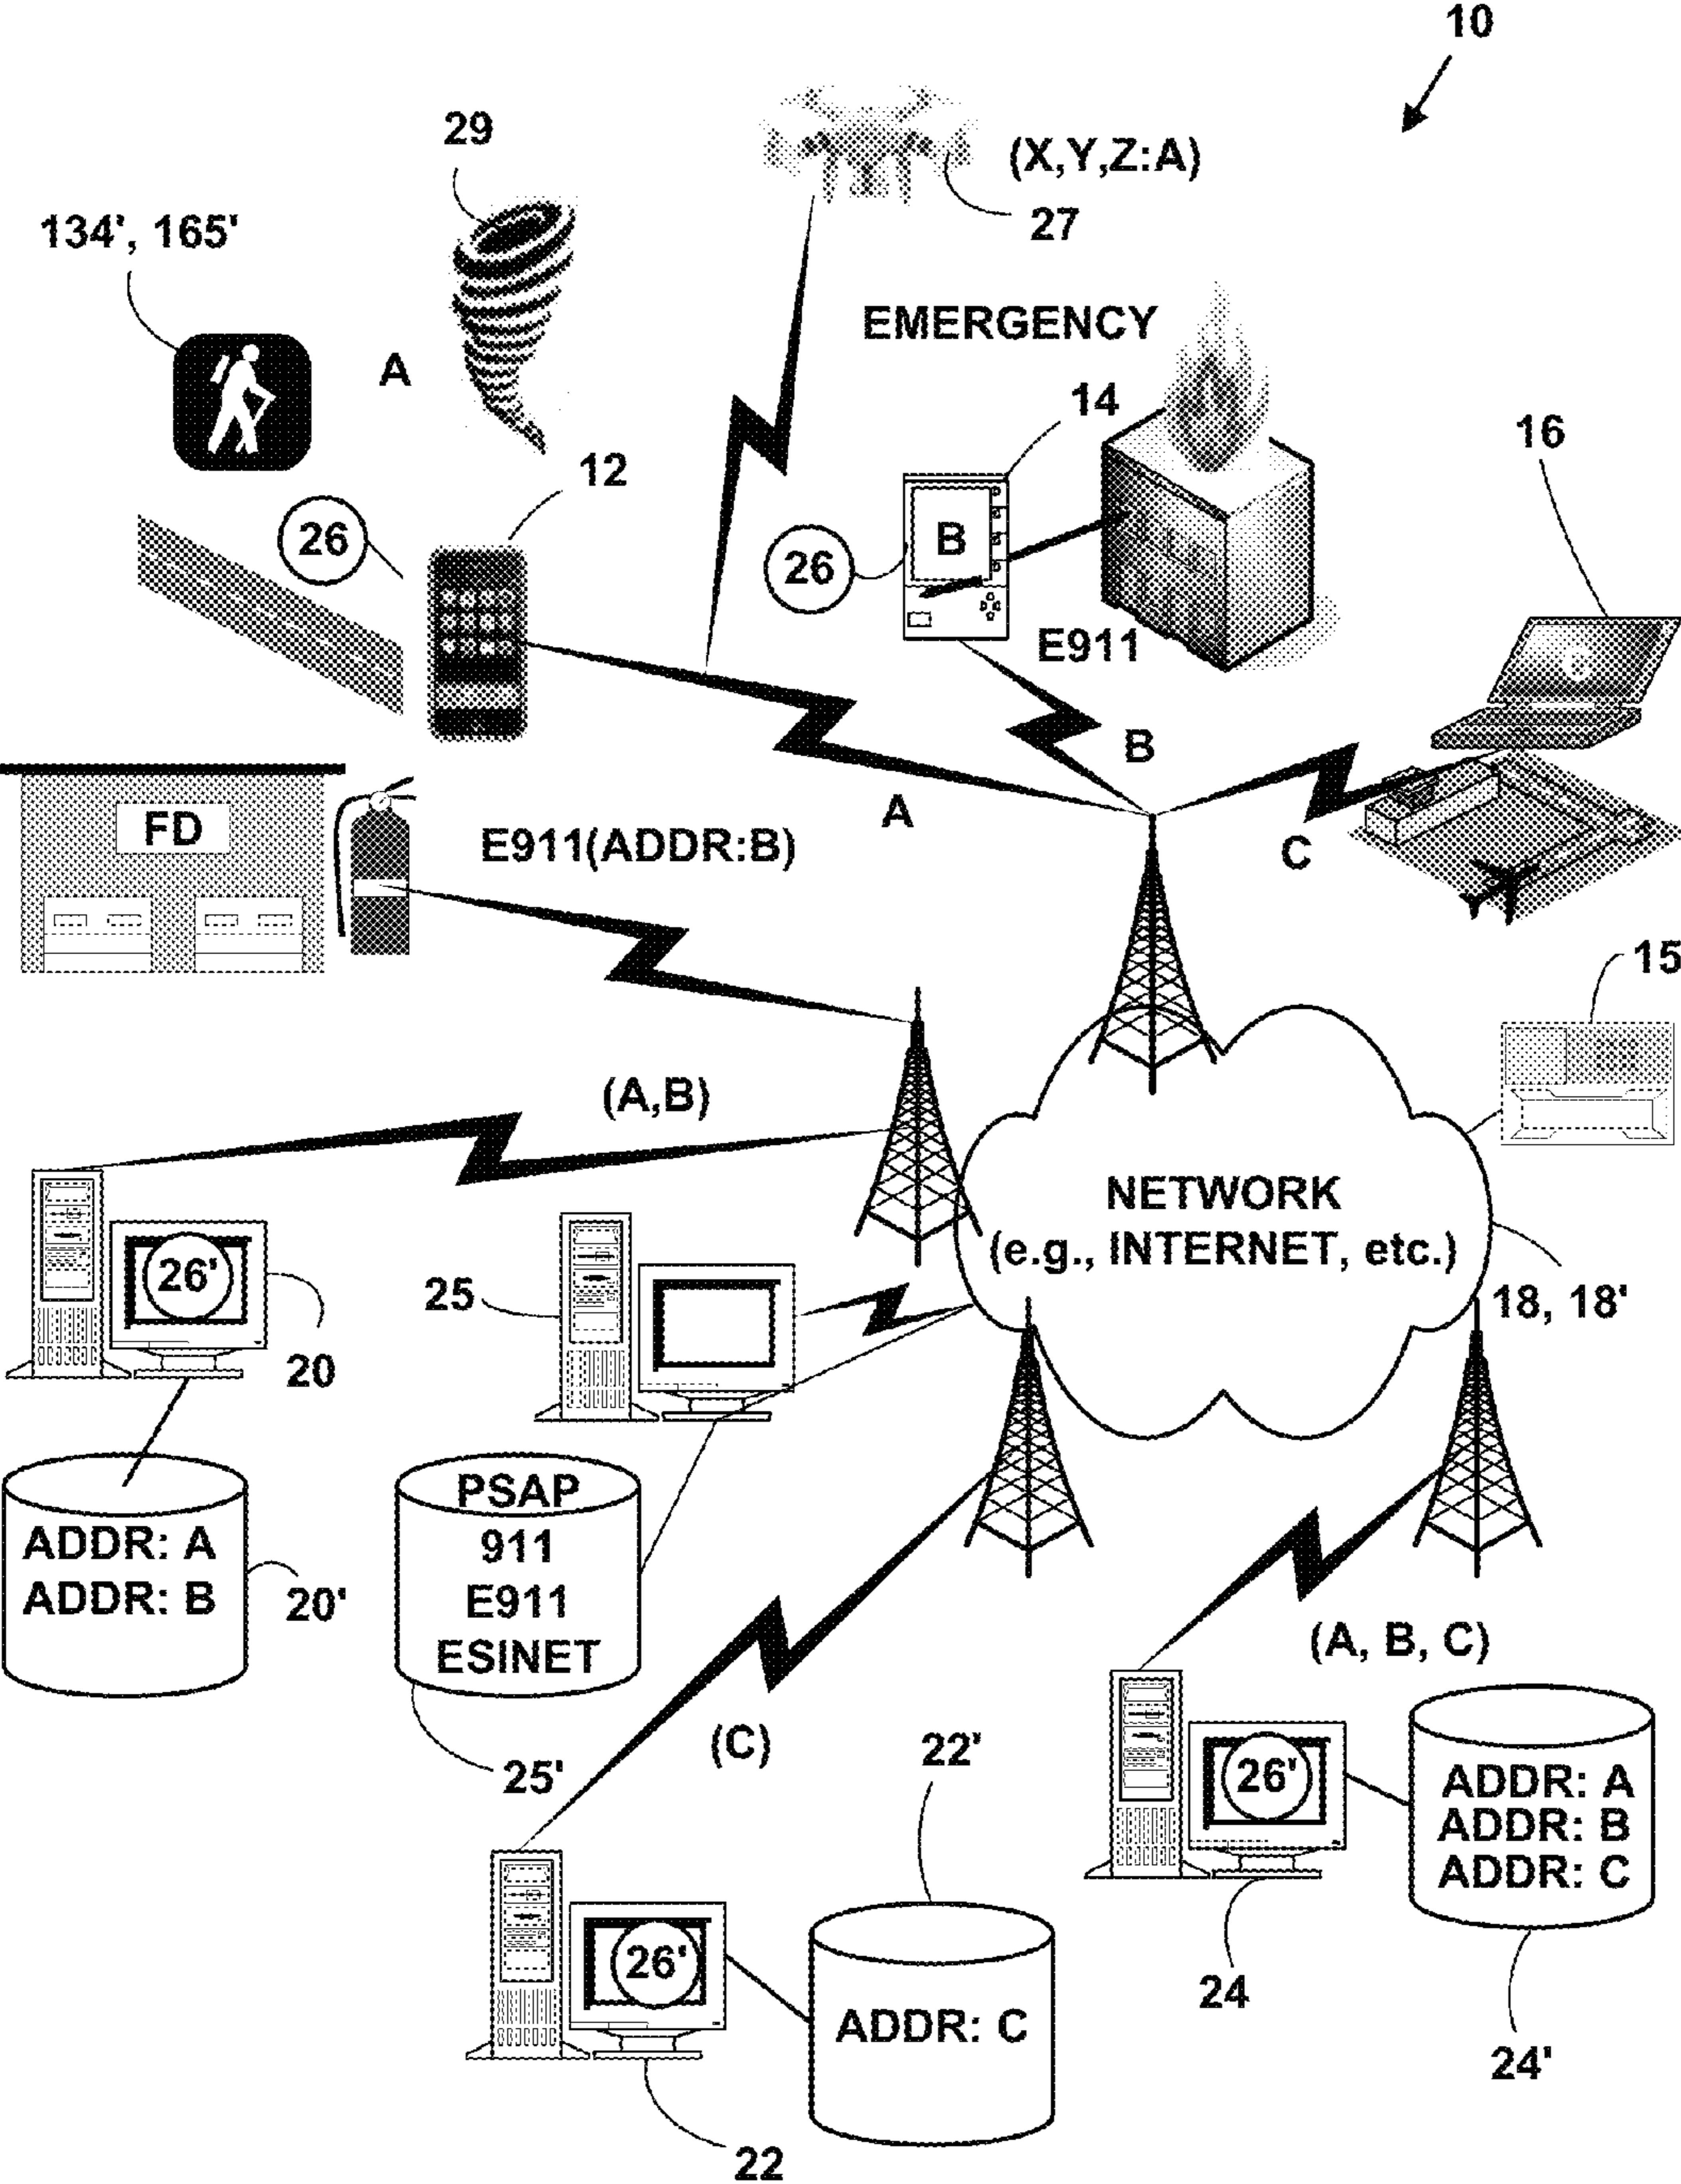 10
29
(X,Y,Z:A)
27
134', 165'
EMERGENCY
A
14
16
12
26
B
26
E911
B
A
C
FD
E911(ADDR:B)
15
(A,B)
NETWORK
(e.g., INTERNET, etc.)
26'
25
18, 18'
20
PSAP
911
E911
ESINET
ADDR: A
ADDR: B
20'
(A, B, C)
(C)
22'
25'
26'
ADDR: A
ADDR: B
ADDR: C
26'
24
ADDR: C
24'
22